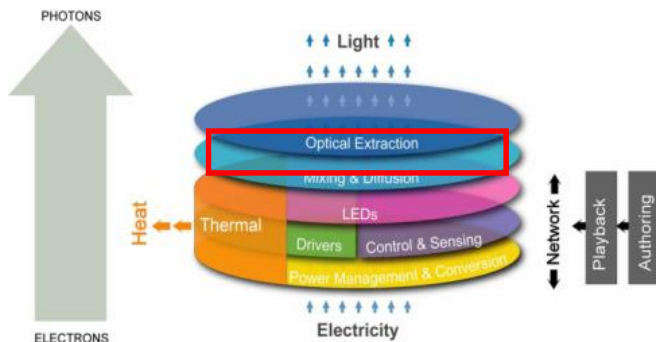 PHOTONS
Light
Optical Extraction
Mixing & Diffusion
LEDs
Heat
Thermal
Drivers
Control & Sensing
Power Management & Conversion
Network
Playback
Authoring
Electricity
ELECTRONS